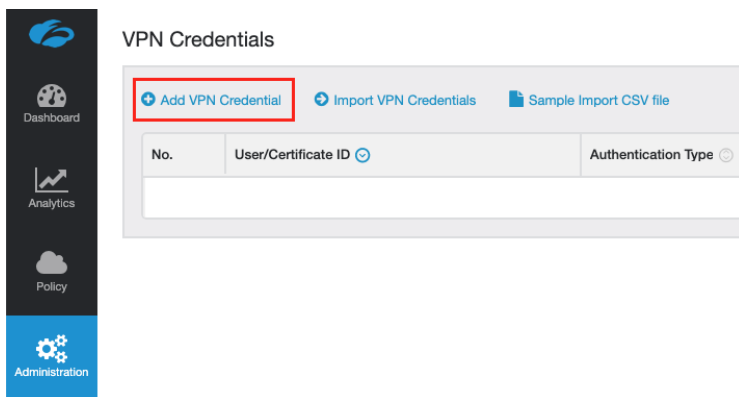 VPN Credentials
Add VPN Credential
Import VPN Credentials
Sample Import CSV file
No.
User/Certificate ID
Authentication Type
Dashboard
Analytics
Policy
Administration